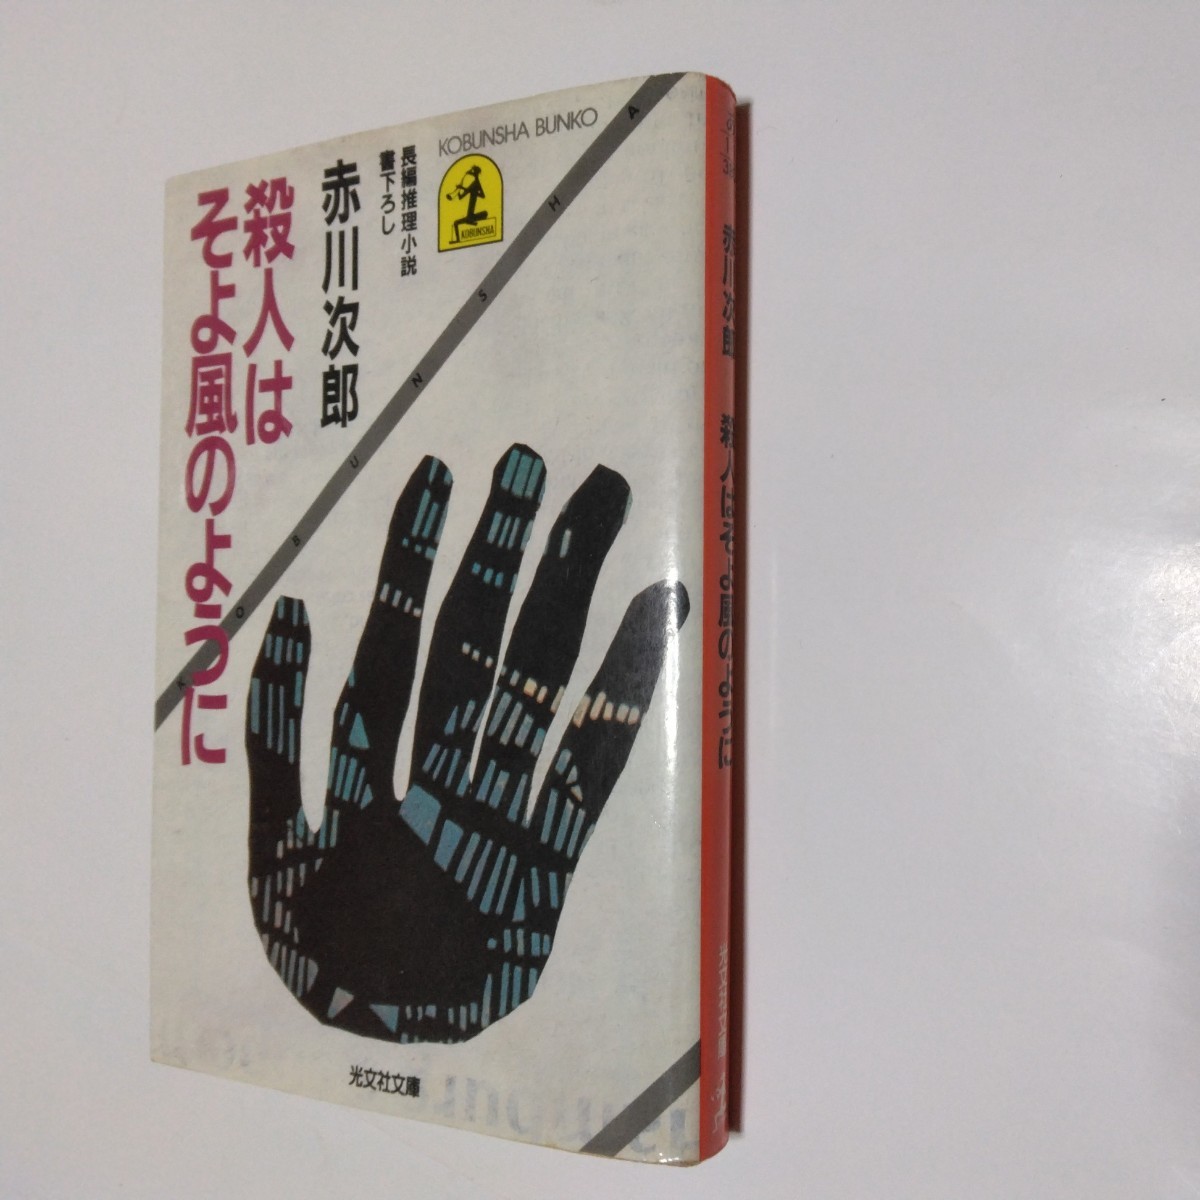 KOBUNSHA BUNKO
KOBUNSHA
長編推理小説
書下ろし
赤川次郎
殺人は
そよ風のように
KOBUNSHA
光文社文庫
赤川次郎 殺人はそよ風のように
光文社文庫